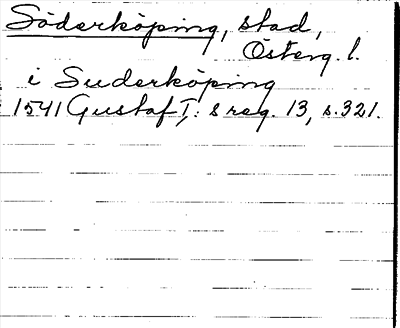 Söderköping, stad,
Österg. l.
i Suderköping
1541 Gustaf I:s reg. 13, s. 321.